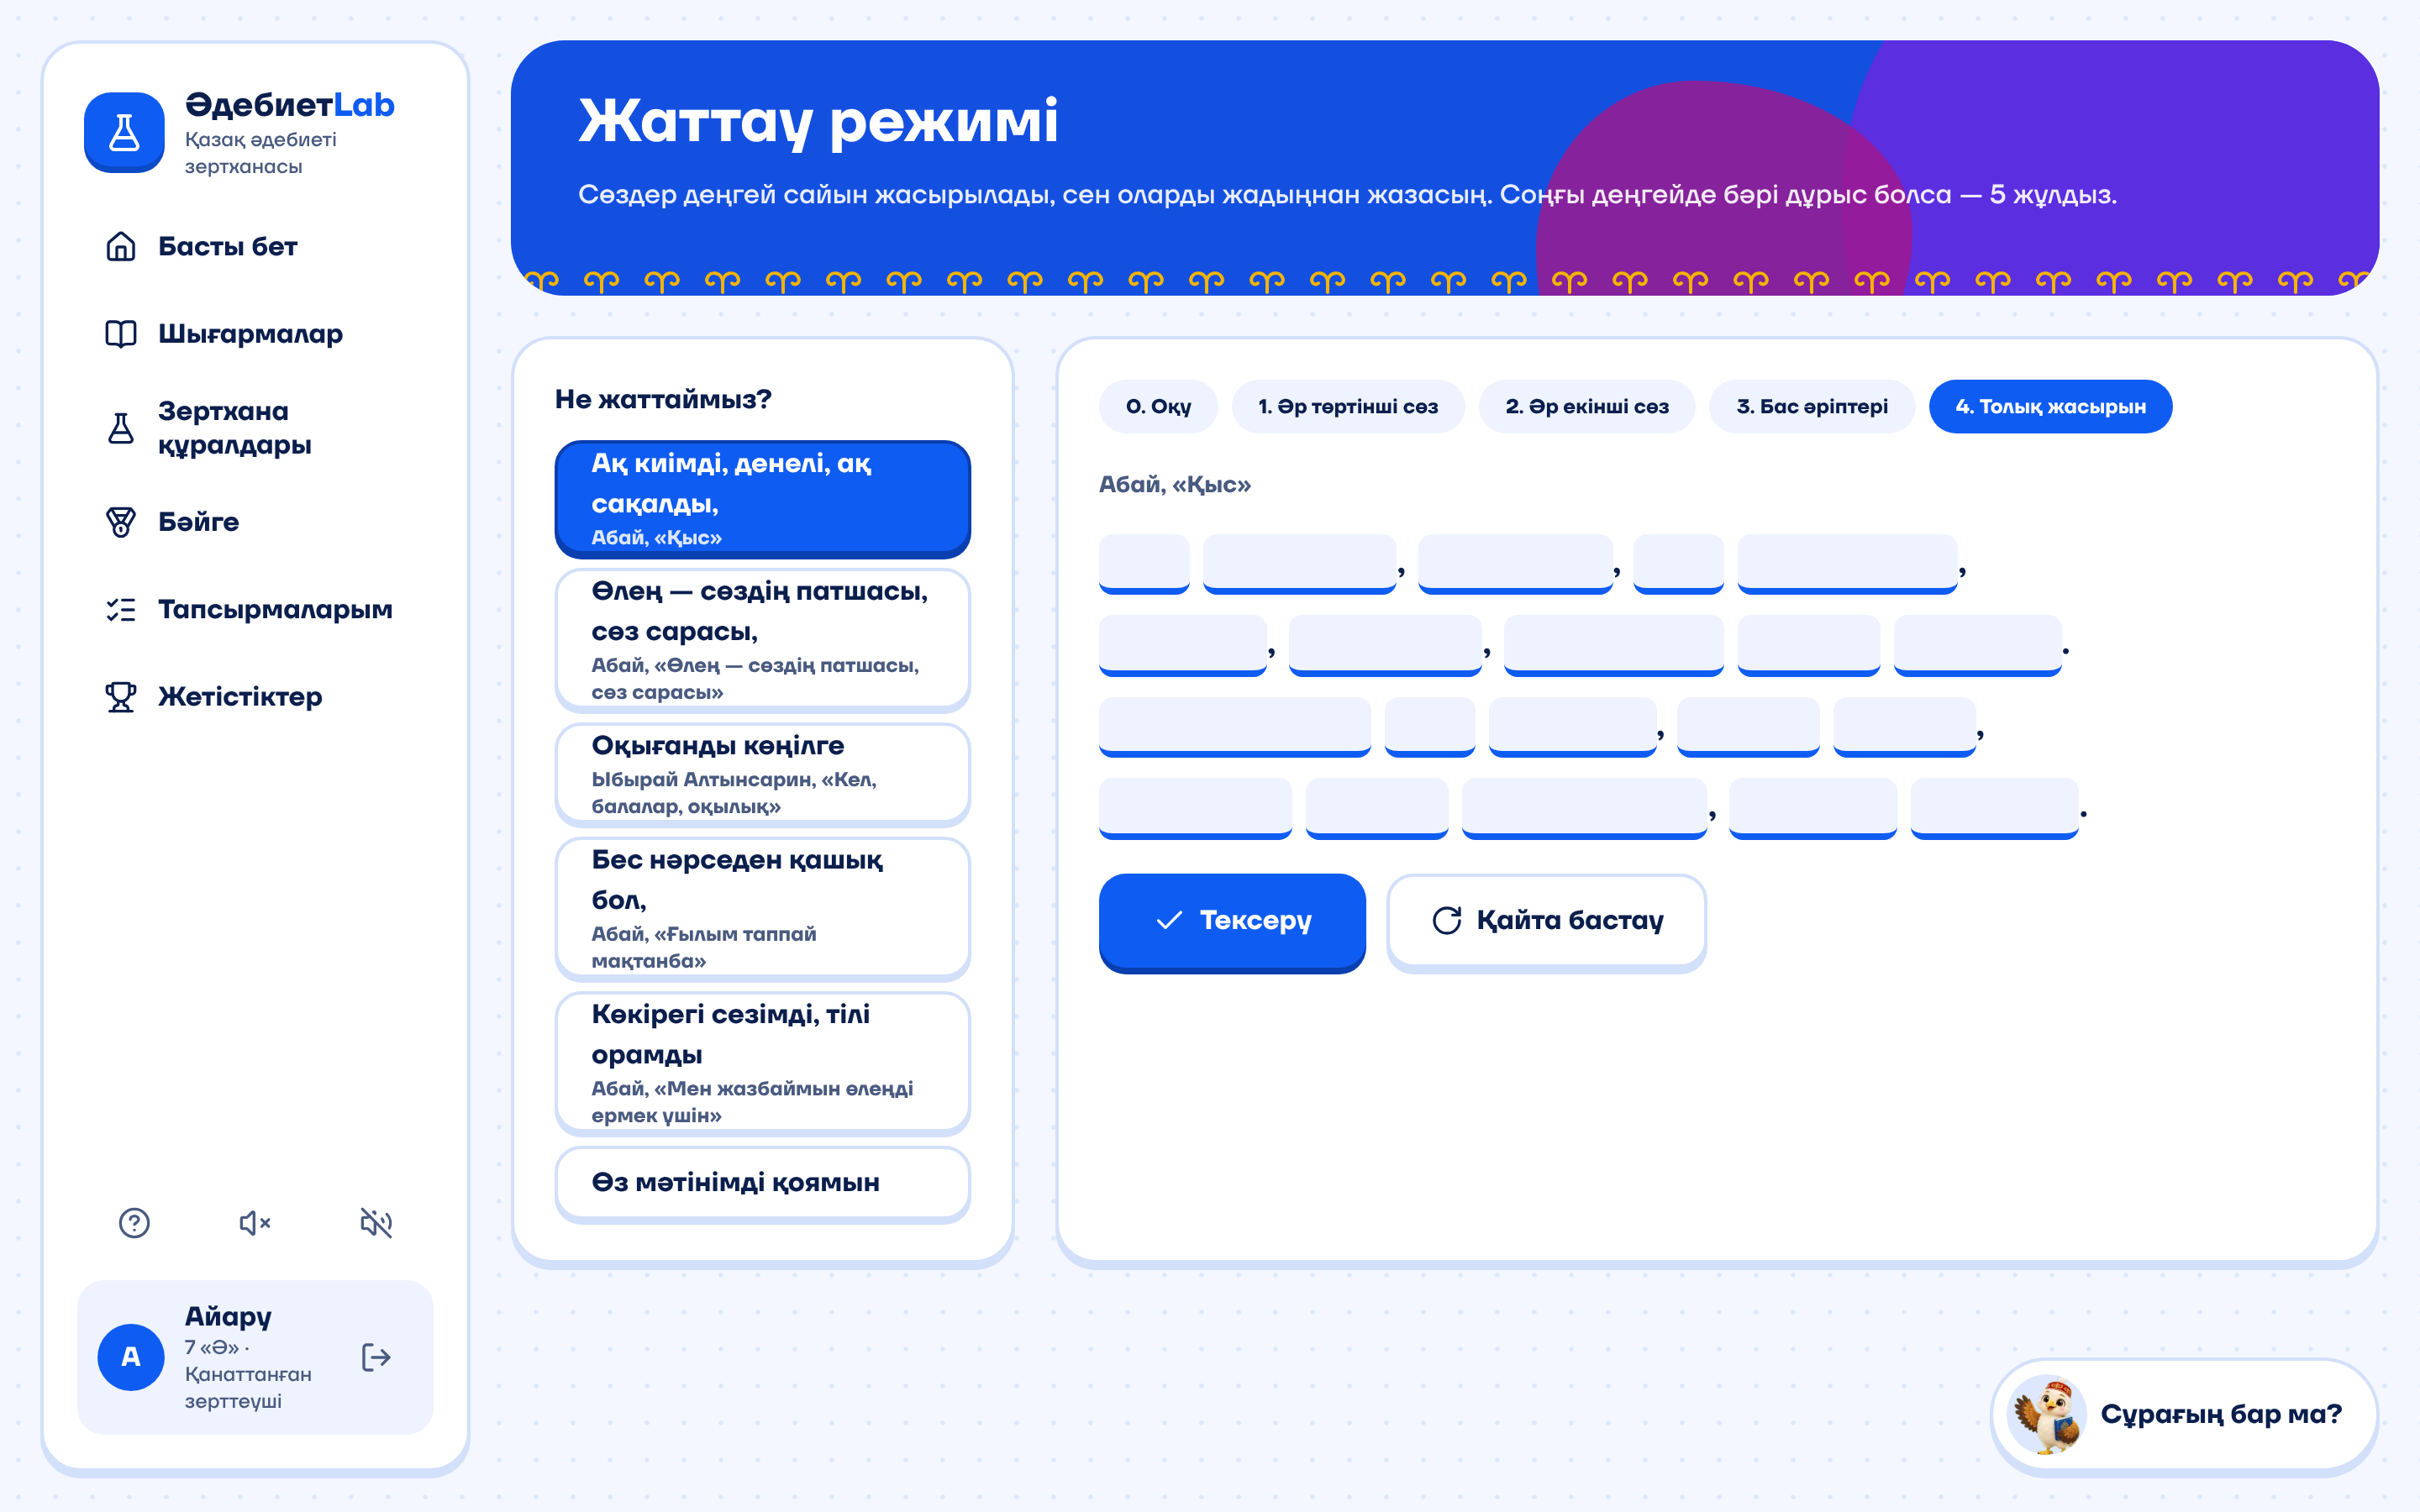 ӘдебиетLab
Қазақ әдебиеті
зертханасы
Басты бет
Шығармалар
Зертхана
құралдары
Бәйге
Тапсырмаларым
Жетістіктер
Айару
А
7 «Ә» ·
Қанаттанған
зерттеуші
Жаттау режимі
Сөздер деңгей сайын жасырылады, сен оларды жадыңнан жазасың. Соңғы деңгейде бәрі дұрыс болса — 5 жұлдыз.
Не жаттаймыз?
Ақ киімді, денелі, ақ
сақалды,
Абай, «Қыс»
Өлең — сөздің патшасы,
сөз сарасы,
Абай, «Өлең — сөздің патшасы,
сөз сарасы»
Оқығанды көңілге
Ыбырай Алтынсарин, «Кел,
балалар, оқылық»
Бес нәрседен қашық
бол,
Абай, «Ғылым таппай
мақтанба»
Көкірегі сезімді, тілі
орамды
Абай, «Мен жазбаймын өлеңді
ермек үшін»
Өз мәтінімді қоямын
0. Оқу
1. Әр төртінші сөз
2. Әр екінші сөз
3. Бас әріптері
4. Толық жасырын
Абай, «Қыс»
, , ,
, , .
, ,
, .
Тексеру
Қайта бастау
Сұрағың бар ма?